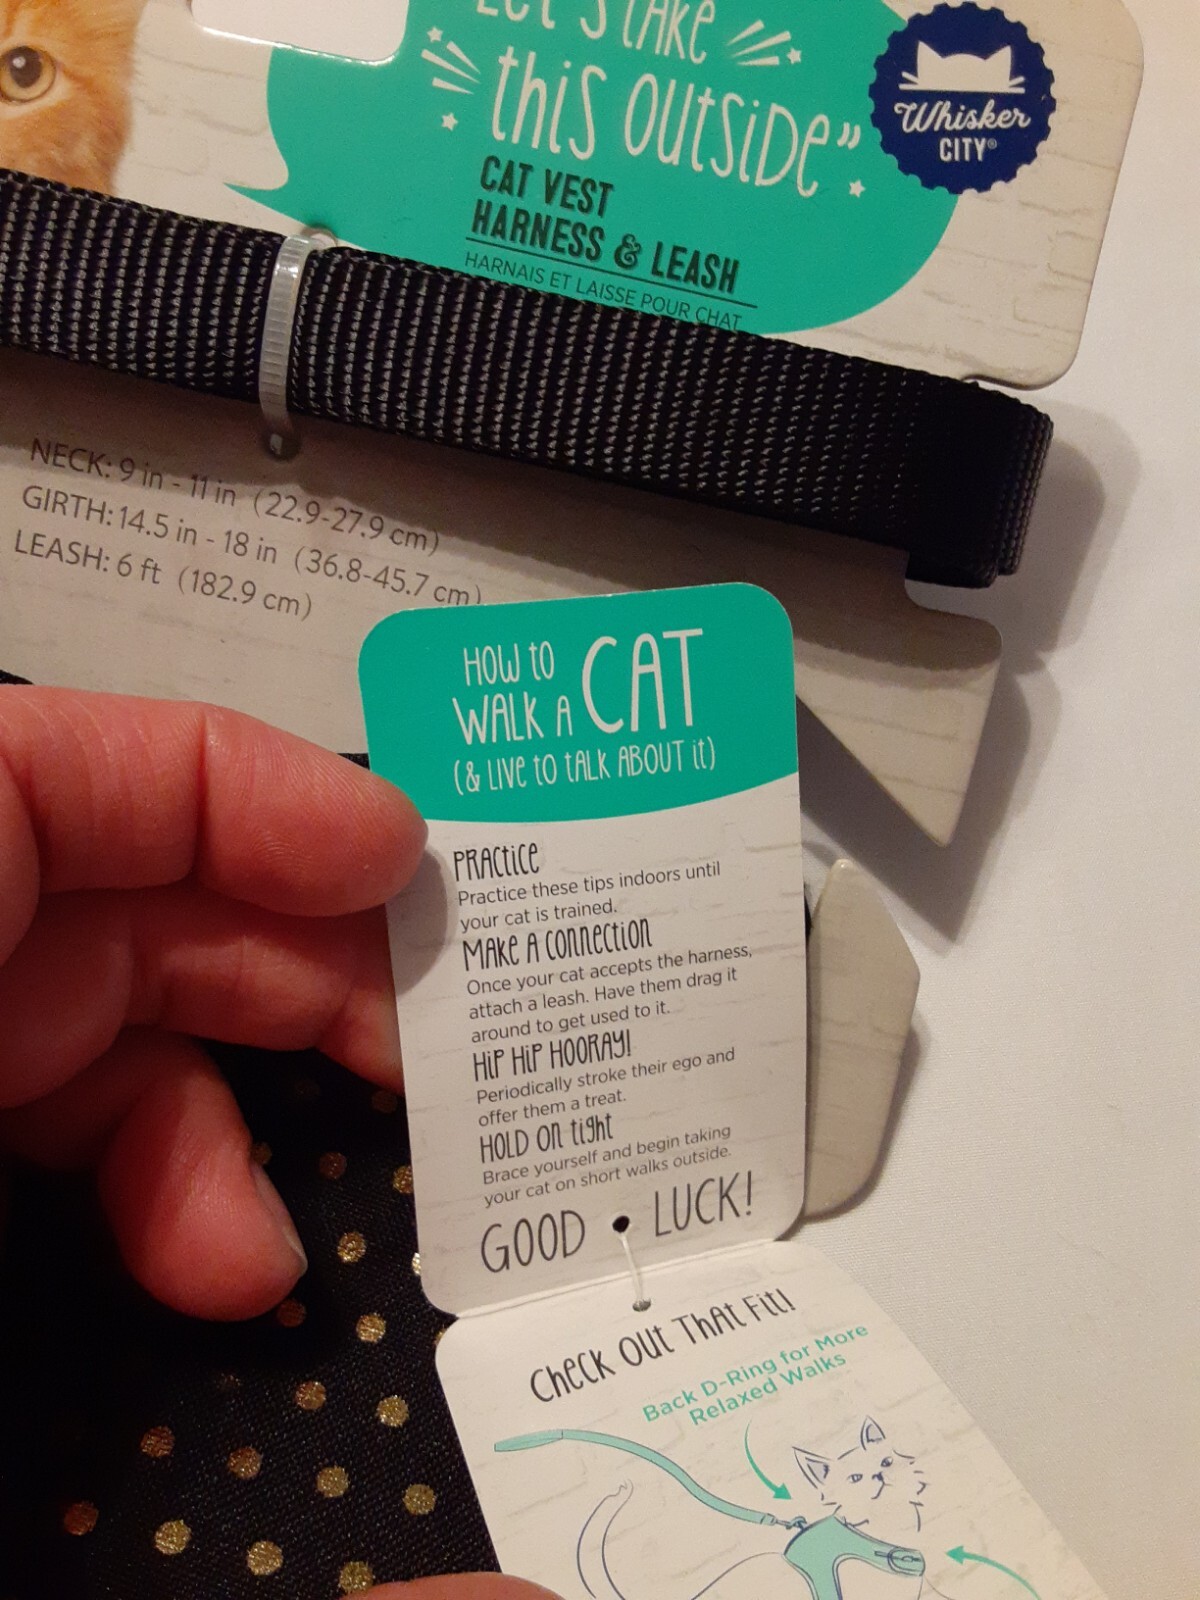 "Let's take
this outside"
Whisker
CITY®
CAT VEST
HARNESS & LEASH
HARNAIS ET LAISSE POUR CHAT
NECK: 9 in - 11 in (22.9-27.9 cm)
GIRTH: 14.5 in - 18 in (36.8-45.7 cm)
LEASH: 6 ft (182.9 cm)
HOW to
WALK A CAT
(& LIVE to tALK ABOUT it)
PRACTICE
Practice these tips indoors until
your cat is trained.
MAKE A CONNECTION
Once your cat accepts the harness,
attach a leash. Have them drag it
around to get used to it.
HIP HIP HOORAY!
Periodically stroke their ego and
offer them a treat.
HOLD ON tight
Brace yourself and begin taking
your cat on short walks outside.
GOOD LUCK!
Check Out That Fit!
Back D-Ring for More
Relaxed Walks